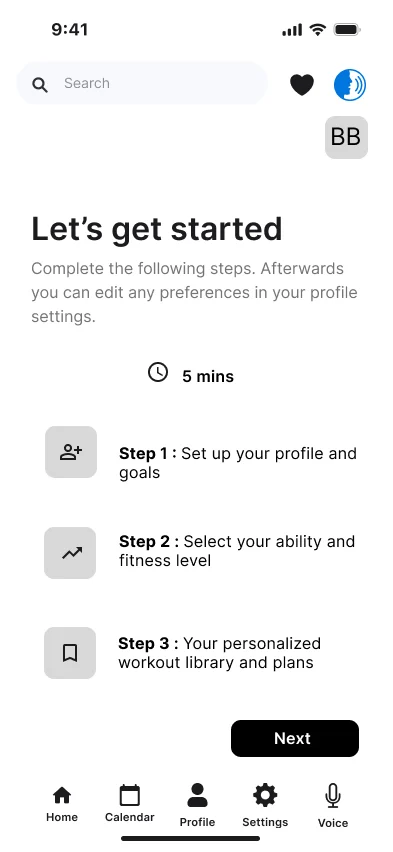 9:41
Search
BB
Let's get started
Complete the following steps. Afterwards
you can edit any preferences in your profile
settings.
5 mins
Step 1 : Set up your profile and
goals
Step 2 : Select your ability and
fitness level
Step 3 : Your personalized
workout library and plans
Next
Home
Calendar
Profile
Settings
Voice